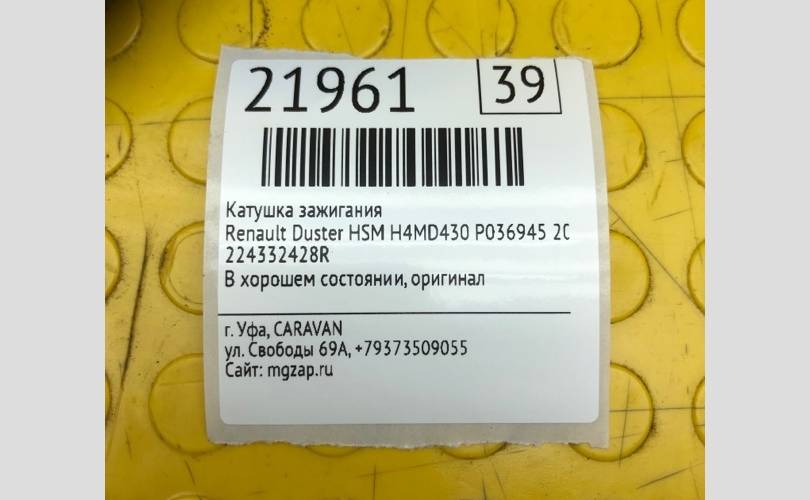 21961
39
Катушка зажигания
Renault Duster HSM H4MD430 P036945 20
224332428R
В хорошем состоянии, оригинал
г. Уфа, CARAVAN
ул. Свободы 69А, +79373509055
Сайт: mgzap.ru